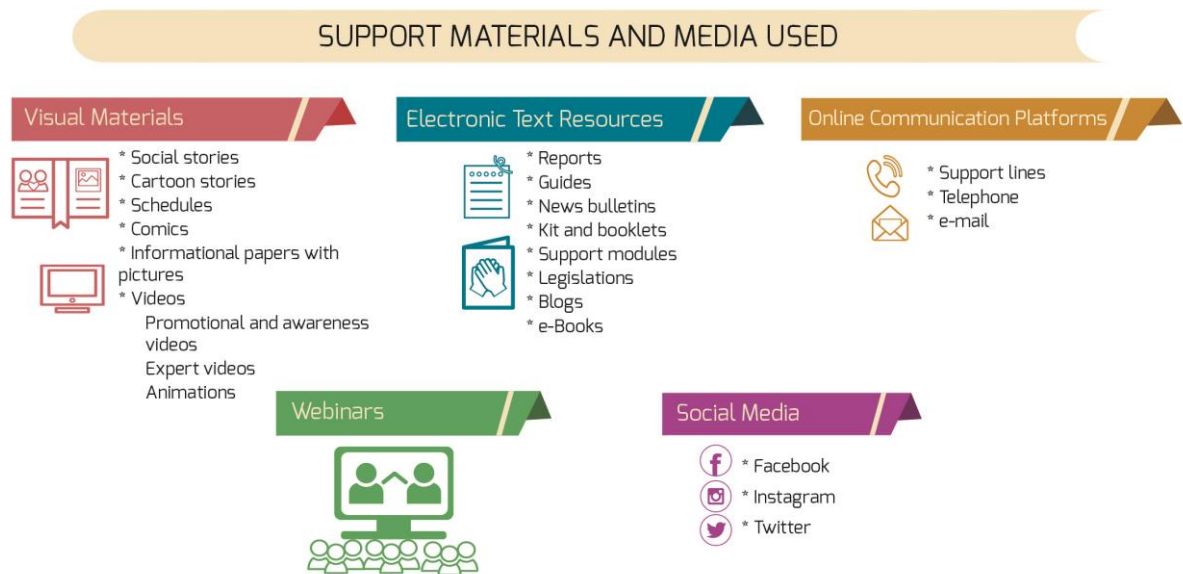 SUPPORT MATERIALS AND MEDIA USED
Visual Materials
* Social stories
* Cartoon stories
* Schedules
* Comics
* Informational papers with
pictures
* Videos
Promotional and awareness
videos
Expert videos
Animations
Electronic Text Resources
* Reports
* Guides
* News bulletins
* Kit and booklets
* Support modules
* Legislations
* Blogs
* e-Books
Online Communication Platforms
* Support lines
* Telephone
* e-mail
Webinars
Social Media
* Facebook
* Instagram
* Twitter